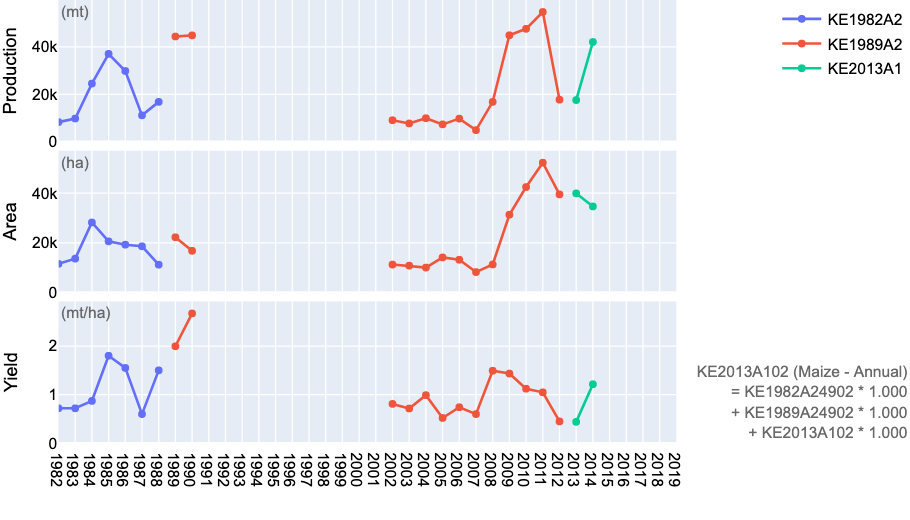 (mt)
Production
40k
20k
0
KE1982A2
KE1989A2
KE2013A1
(ha)
Area
40k
20k
0
(mt/ha)
Yield
2
1
0
1982
1983
1984
1985
1986
1987
1988
1989
1990
1991
1992
1993
1994
1995
1996
1997
1998
1999
2000
2001
2002
2003
2004
2005
2006
2007
2008
2009
2010
2011
2012
2013
2014
2015
2016
2017
2018
2019
KE2013A102 (Maize - Annual)
= KE1982A24902 * 1.000
+ KE1989A24902 * 1.000
+ KE2013A102 * 1.000